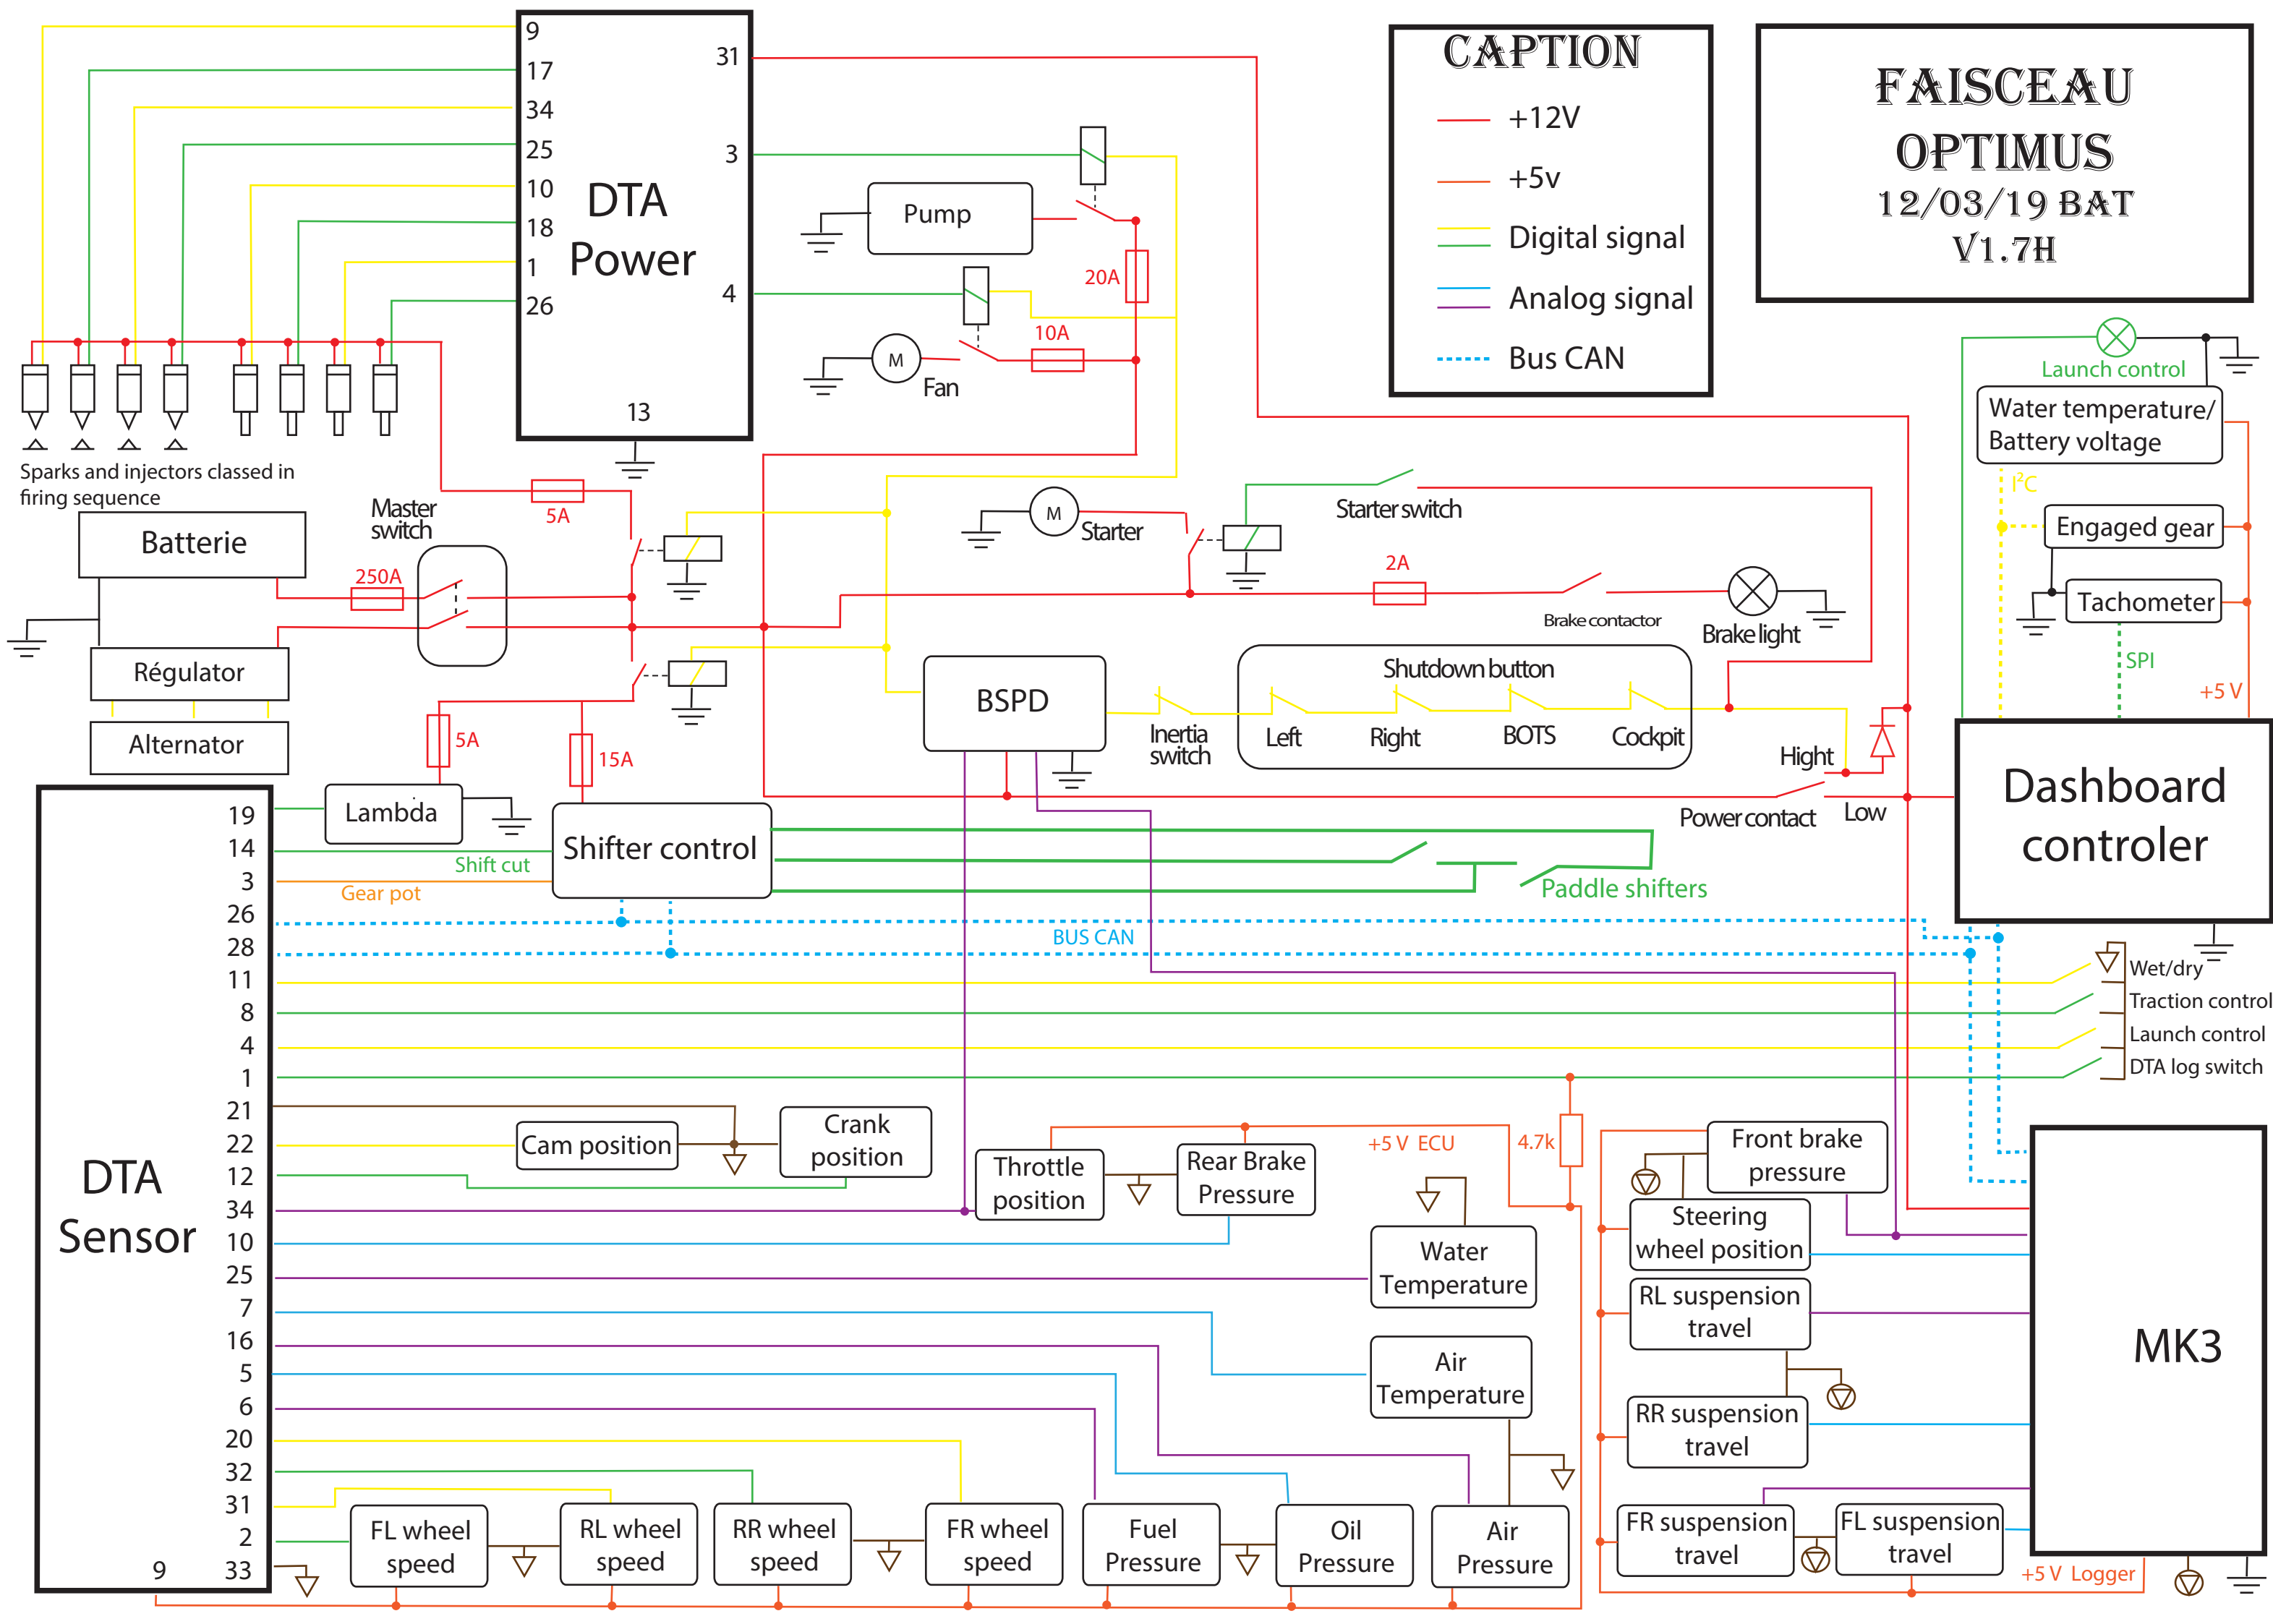 9
17
34
25
10
18
1
26
31
3
4
13
DTA
Power
Pump
20A
10A
M
Fan
CAPTION
+12V
+5v
Digital signal
Analog signal
Bus CAN
FAISCEAU
OPTIMUS
12/03/19 BAT
V1.7H
Launch control
Water temperature/
Battery voltage
I²C
Engaged gear
Tachometer
SPI
+5 V
Sparks and injectors classed in
firing sequence
5A
Master
switch
Batterie
250A
Régulator
Alternator
M
Starter
Starter switch
2A
Brake contactor
Brake light
BSPD
Inertia
switch
Shutdown button
Left
Right
BOTS
Cockpit
Hight
Power contact
Low
Dashboard
controler
5A
15A
Lambda
Shifter control
Shift cut
Gear pot
Paddle shifters
BUS CAN
Wet/dry
Traction control
Launch control
DTA log switch
DTA
Sensor
19
14
3
26
28
11
8
4
1
21
22
12
34
10
25
7
16
5
6
20
32
31
2
33
9
Cam position
Crank
position
Throttle
position
Rear Brake
Pressure
+5 V ECU
4.7k
Water
Temperature
Air
Temperature
FL wheel
speed
RL wheel
speed
RR wheel
speed
FR wheel
speed
Fuel
Pressure
Oil
Pressure
Air
Pressure
Front brake
pressure
Steering
wheel position
RL suspension
travel
RR suspension
travel
FR suspension
travel
FL suspension
travel
+5 V Logger
MK3